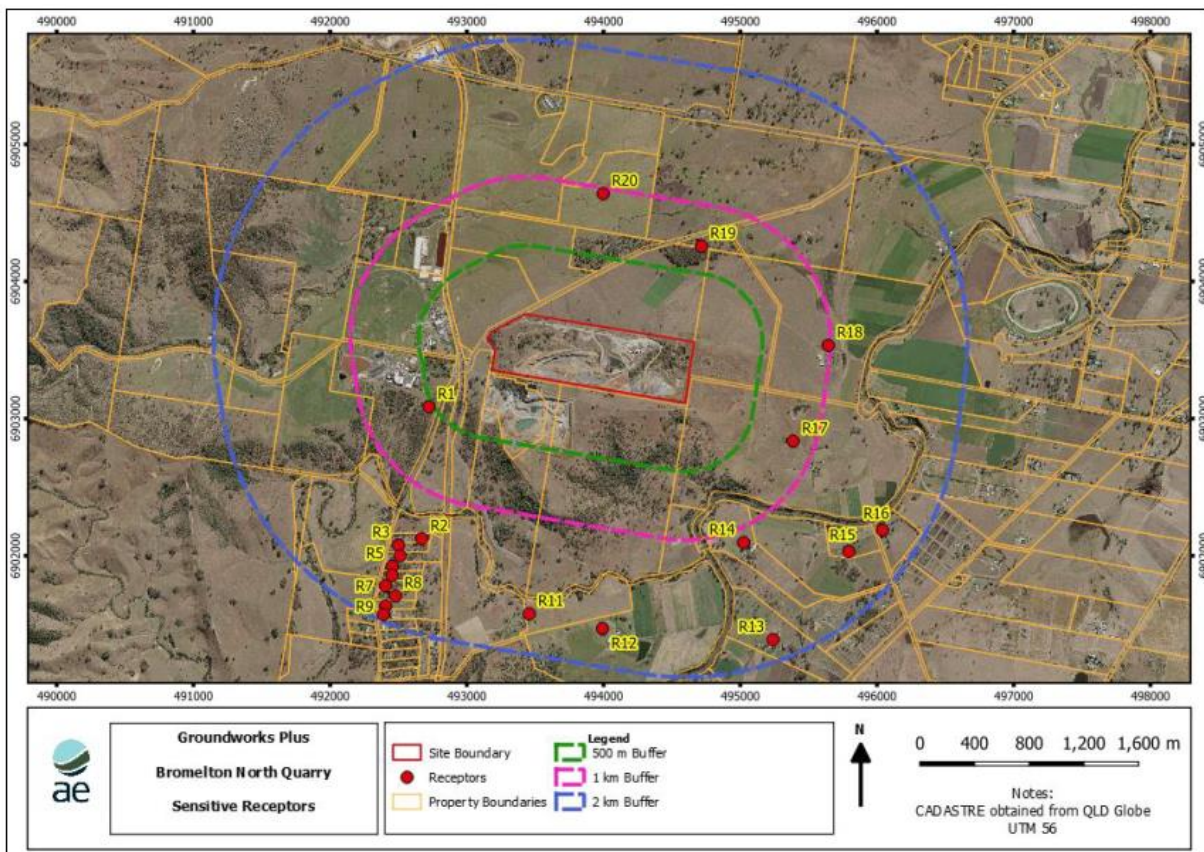 490000 491000 492000 493000 494000 495000 496000 497000 498000
6905000 6905000
6904000 6904000
6903000 6903000
6902000 6902000
R20
R19
R18
R1
R17
R16
R2
R14
R3
R15
R5
R8
R7
R9
R11
R12
R13
490000 491000 492000 493000 494000 495000 496000 497000 498000
ae
Groundworks Plus
Bromelton North Quarry
Sensitive Receptors
Legend
Site Boundary
Receptors
Property Boundaries
500 m Buffer
1 km Buffer
2 km Buffer
N
0 400 800 1,200 1,600 m
Notes:
CADASTRE obtained from QLD Globe
UTM 56